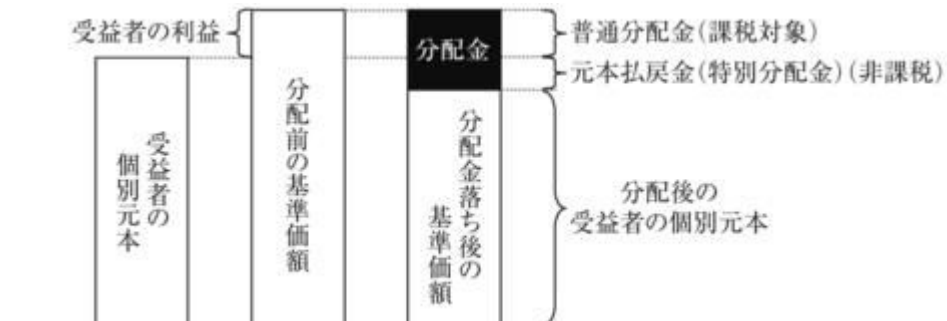 受益者の利益
分配金
普通分配金(課税対象)
元本払戻金(特別分配金)(非課税)
受益者の
個別元本
分配前の基準価額
分配金落ち後の
基準価額
分配後の
受益者の個別元本